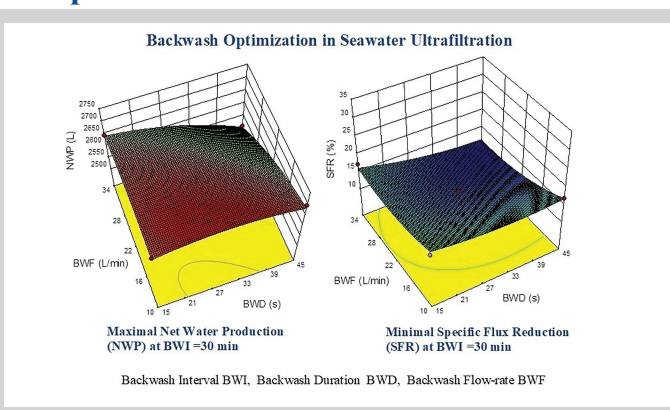 Backwash Optimization in Seawater Ultrafiltration
2750
2700
2650
2600
2550
2500
NWP (L)
34
28
22
16
10
BWF (L/min)
15
21
27
33
39
45
BWD (s)
35
30
25
20
15
10
SFR (%)
34
28
22
16
10
BWF (L/min)
15
21
27
33
39
45
BWD (s)
Maximal Net Water Production
(NWP) at BWI =30 min
Minimal Specific Flux Reduction
(SFR) at BWI =30 min
Backwash Interval BWI, Backwash Duration BWD, Backwash Flow-rate BWF